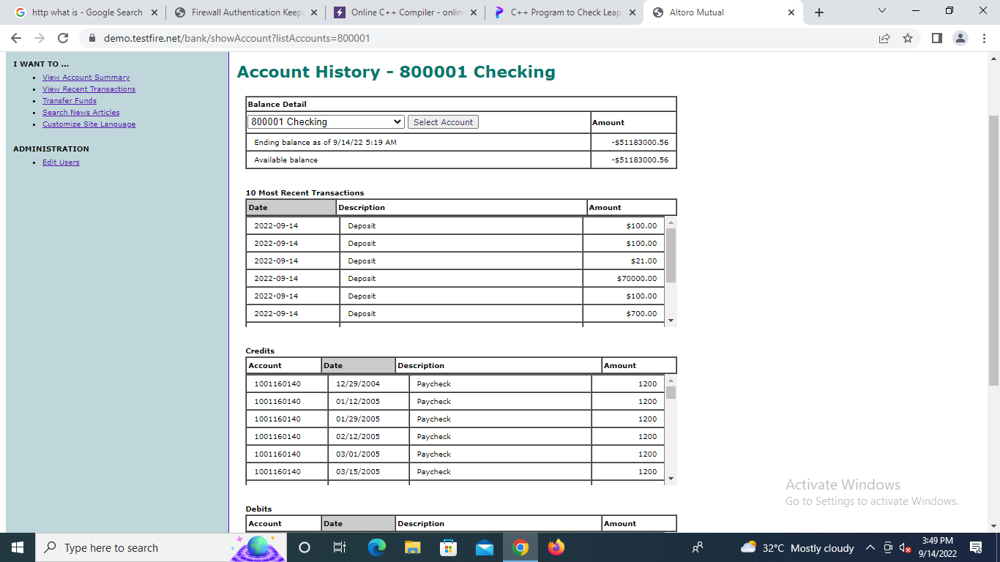 http what is - Google Search
Firewall Authentication Keep
Online C++ Compiler - onlin
C++ Program to Check Leap
Altoro Mutual
demo.testfire.net/bank/showAccount?listAccounts=800001
I WANT TO ...
View Account Summary
View Recent Transactions
Transfer Funds
Search News Articles
Customize Site Language
ADMINISTRATION
Edit Users
Account History - 800001 Checking
Balance Detail
800001 Checking Select Account Amount
Ending balance as of 9/14/22 5:19 AM -$51183000.56
Available balance -$51183000.56
10 Most Recent Transactions
Date Description Amount
2022-09-14 Deposit $100.00
2022-09-14 Deposit $100.00
2022-09-14 Deposit $21.00
2022-09-14 Deposit $70000.00
2022-09-14 Deposit $100.00
2022-09-14 Deposit $700.00
Credits
Account Date Description Amount
1001160140 12/29/2004 Paycheck 1200
1001160140 01/12/2005 Paycheck 1200
1001160140 01/29/2005 Paycheck 1200
1001160140 02/12/2005 Paycheck 1200
1001160140 03/01/2005 Paycheck 1200
1001160140 03/15/2005 Paycheck 1200
Debits
Account Date Description Amount
Activate Windows
Go to Settings to activate Windows.
Type here to search
32°C Mostly cloudy
3:49 PM
9/14/2022